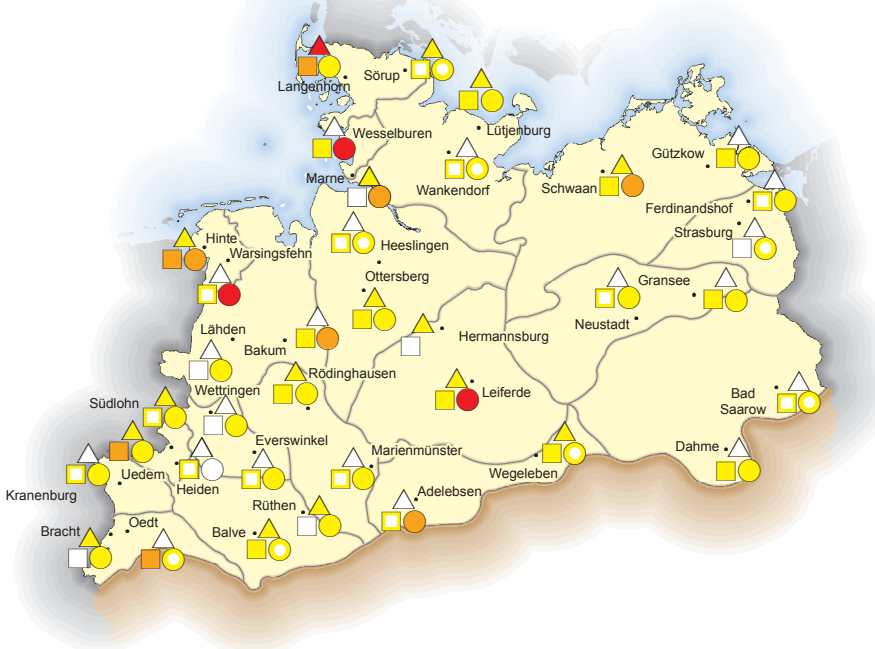 Sörup
Langenhorn
Wesselburen
Lütjenburg
Gützkow
Marne
Wankendorf
Schwaan
Ferdinandshof
Strasburg
Hinte
Heeslingen
Warsingsfehn
Ottersberg
Gransee
Neustadt
Lähden
Hermannsburg
Bakum
Rödinghausen
Wettringen
Leiferde
Bad
Saarow
Südlohn
Everswinkel
Marienmünster
Dahme
Uedem
Wegeleben
Heiden
Kranenburg
Adelebsen
Rüthen
Oedt
Bracht
Balve